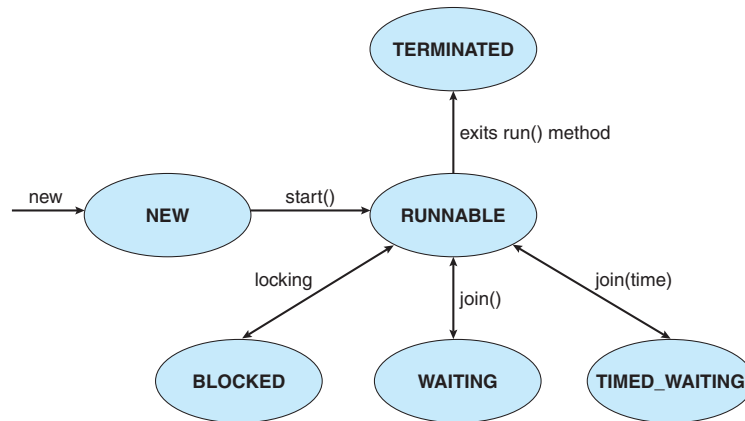 TERMINATED
exits run() method
new
NEW
start()
RUNNABLE
locking
join()
join(time)
BLOCKED
WAITING
TIMED_WAITING